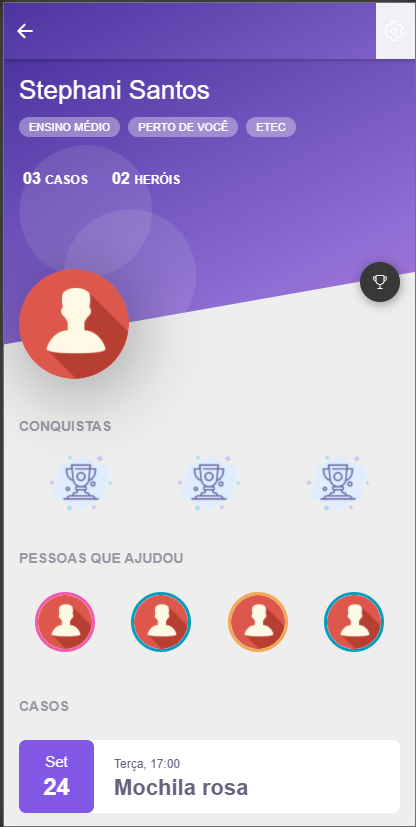 Stephani Santos
ENSINO MÉDIO PERTO DE VOCÊ ETEC
03 CASOS 02 HERÓIS
CONQUISTAS
PESSOAS QUE AJUDOU
CASOS
Set
24
Terça, 17:00
Mochila rosa